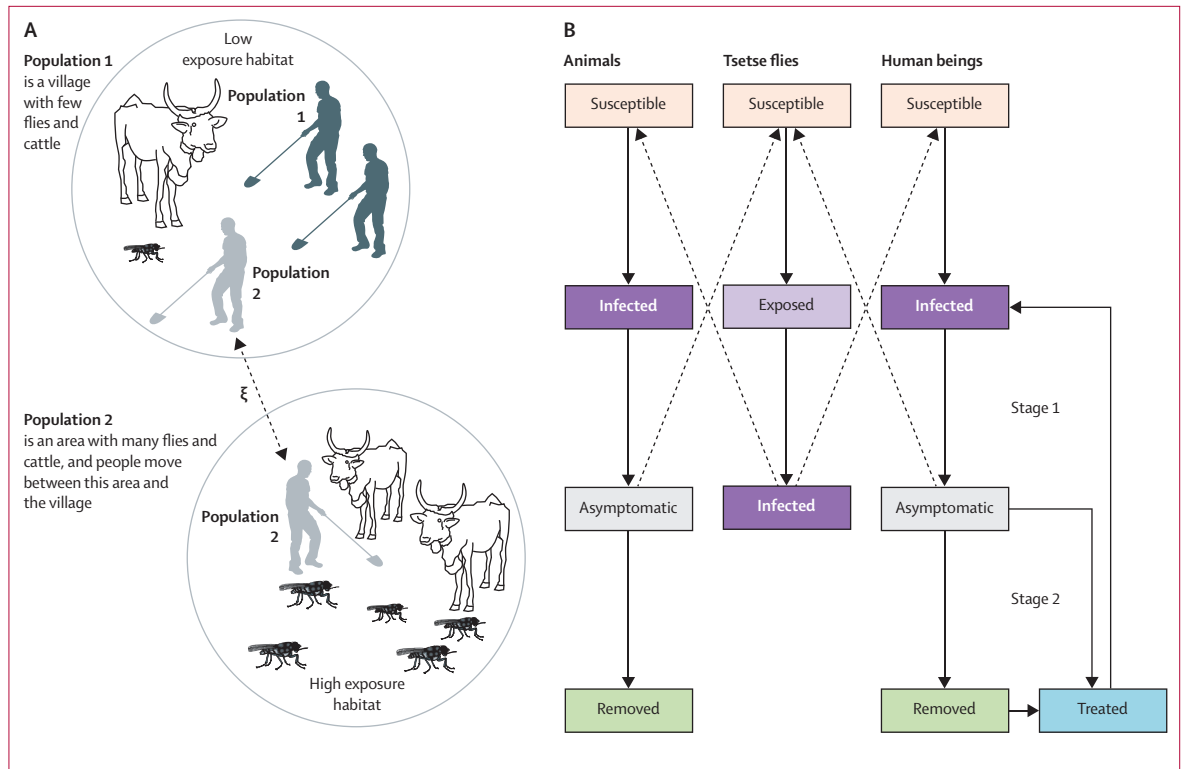 A
Population 1
is a village
with few
flies and
cattle
Low
exposure habitat
Population
1
Population
2
ξ
Population 2
is an area with many flies and
cattle, and people move
between this area and
the village
Population
2
High exposure
habitat
B
Animals
Tsetse flies
Human beings
Susceptible
Susceptible
Susceptible
Infected
Exposed
Infected
Stage 1
Asymptomatic
Infected
Asymptomatic
Stage 2
Removed
Removed
Treated